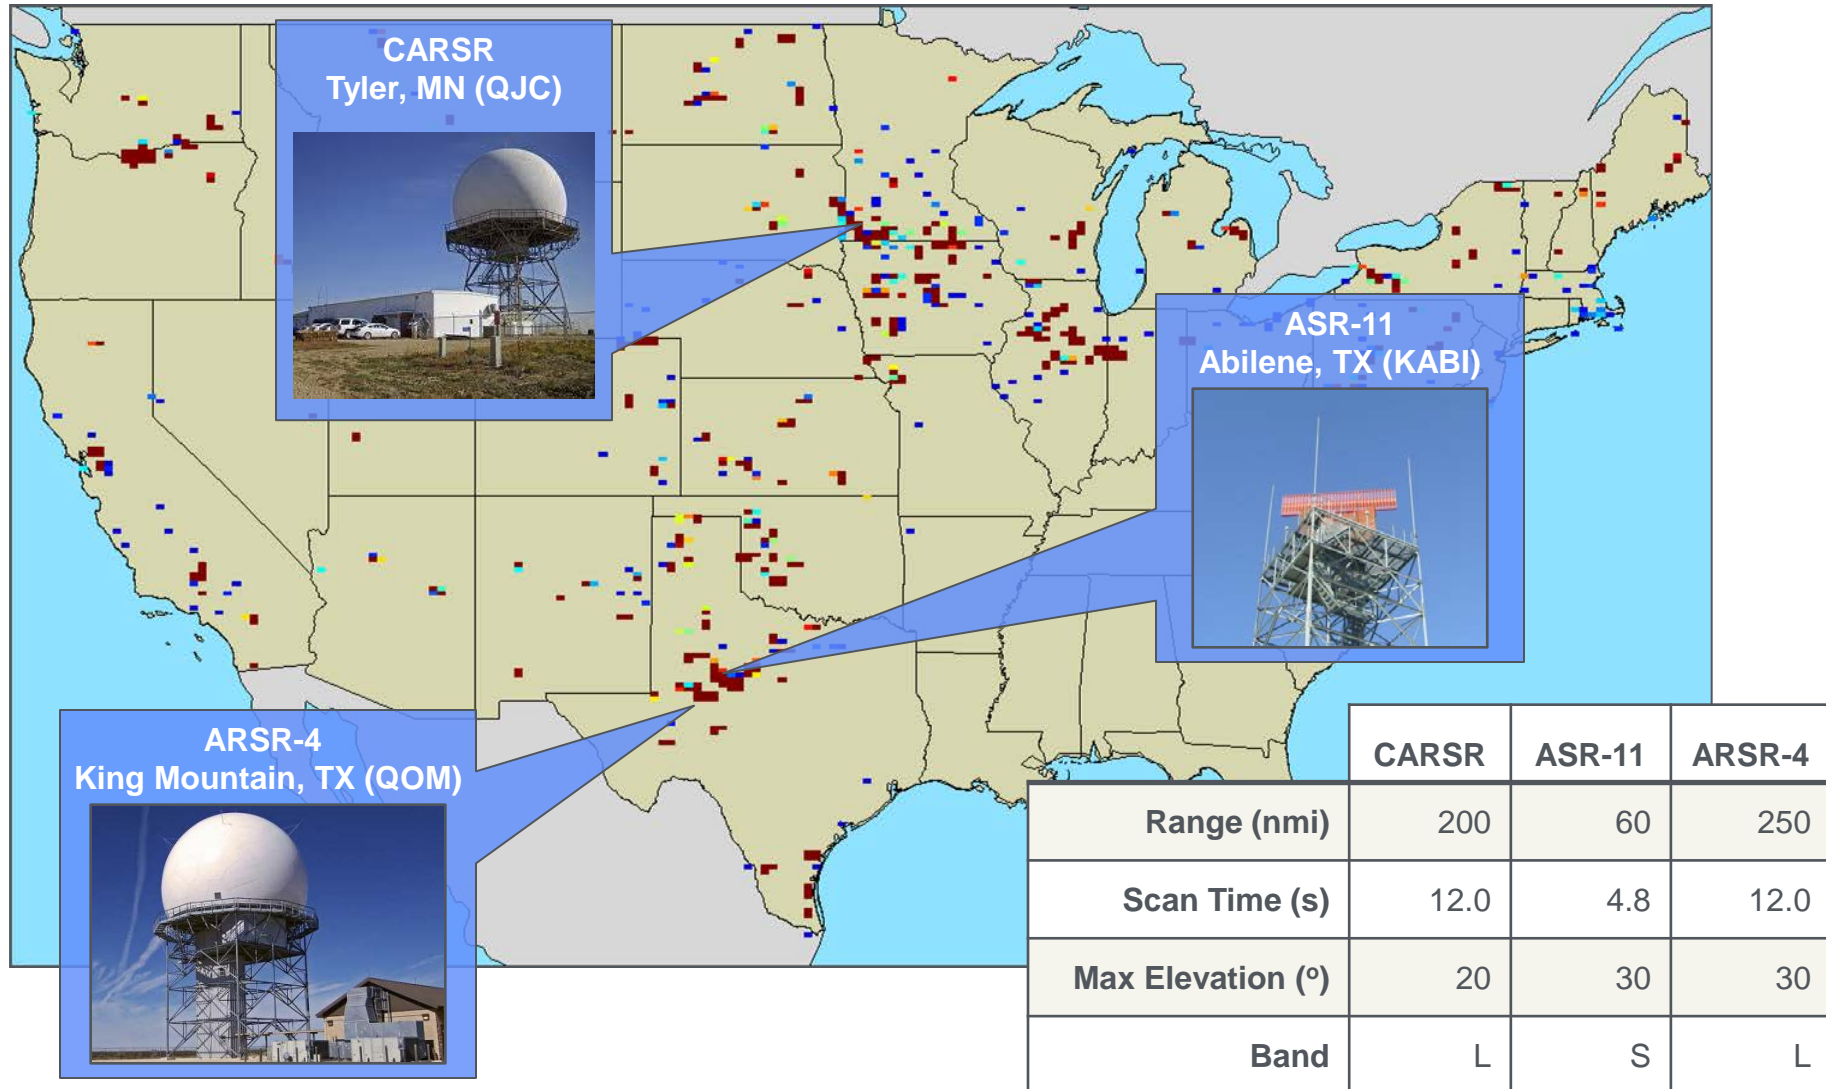 CARSR
Tyler, MN (QJC)
ASR-11
Abilene, TX (KABI)
ARSR-4
King Mountain, TX (QOM)
CARSR ASR-11 ARSR-4
Range (nmi) 200 60 250
Scan Time (s) 12.0 4.8 12.0
Max Elevation (º) 20 30 30
Band L S L